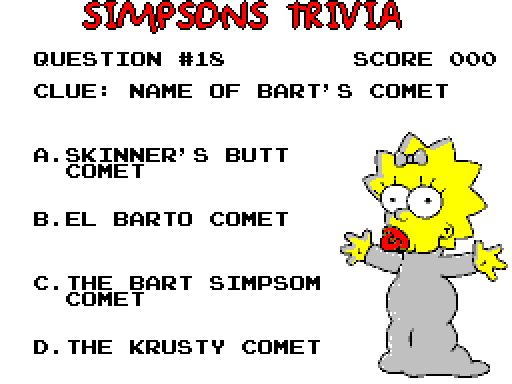 SIMPSONS TRIVIA
QUESTION #18 SCORE 000
CLUE: NAME OF BART'S COMET
A.SKINNER'S BUTT
COMET
B.EL BARTO COMET
C.THE BART SIMPSOM
COMET
D.THE KRUSTY COMET